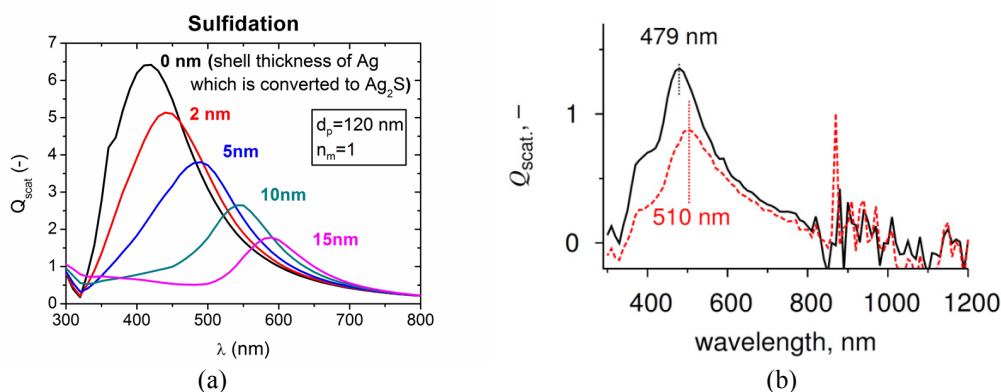 Sulfidation
7
6
5
4
3
2
1
0
0 nm (shell thickness of Ag
which is converted to Ag₂S)
2 nm
5nm
10nm
15nm
dₚ=120 nm
nₘ=1
Q_scat (-)
300 400 500 600 700 800
λ (nm)
(a)
479 nm
510 nm
1
0
Q_scat., –
400 600 800 1000 1200
wavelength, nm
(b)